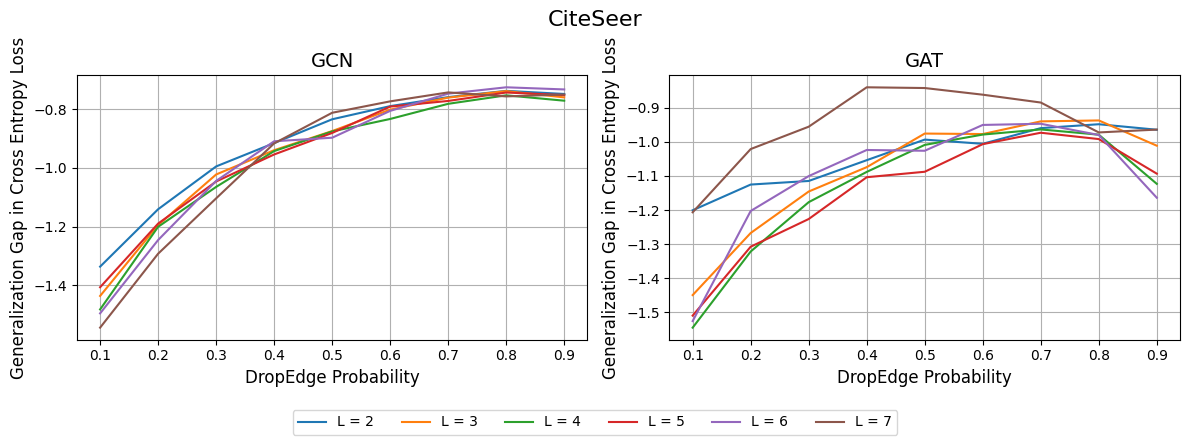 CiteSeer
GCN
Generalization Gap in Cross Entropy Loss
−0.8
−1.0
−1.2
−1.4
0.1 0.2 0.3 0.4 0.5 0.6 0.7 0.8 0.9
DropEdge Probability
GAT
Generalization Gap in Cross Entropy Loss
−0.9
−1.0
−1.1
−1.2
−1.3
−1.4
−1.5
0.1 0.2 0.3 0.4 0.5 0.6 0.7 0.8 0.9
DropEdge Probability
L = 2 L = 3 L = 4 L = 5 L = 6 L = 7